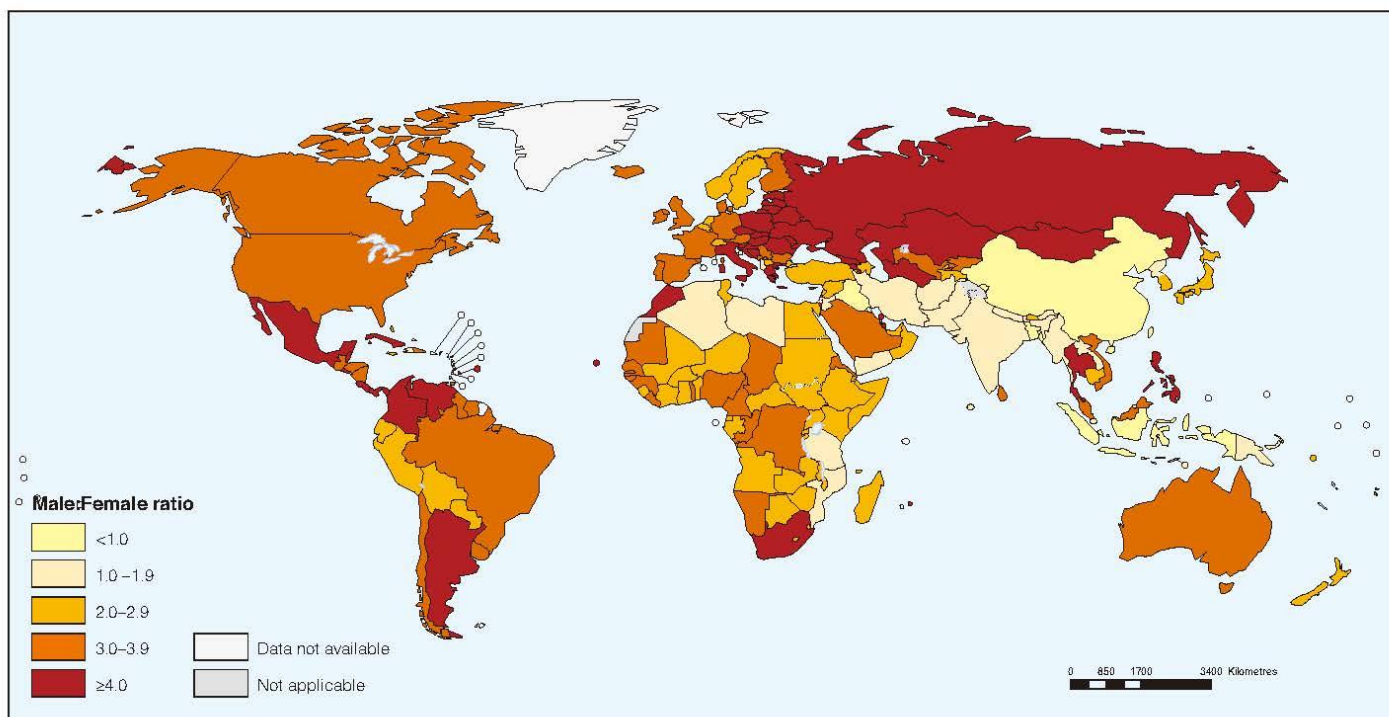 Male:Female ratio
<1.0
1.0 –1.9
2.0–2.9
3.0–3.9
≥4.0
Data not available
Not applicable
0 850 1700 3400 Kilometres